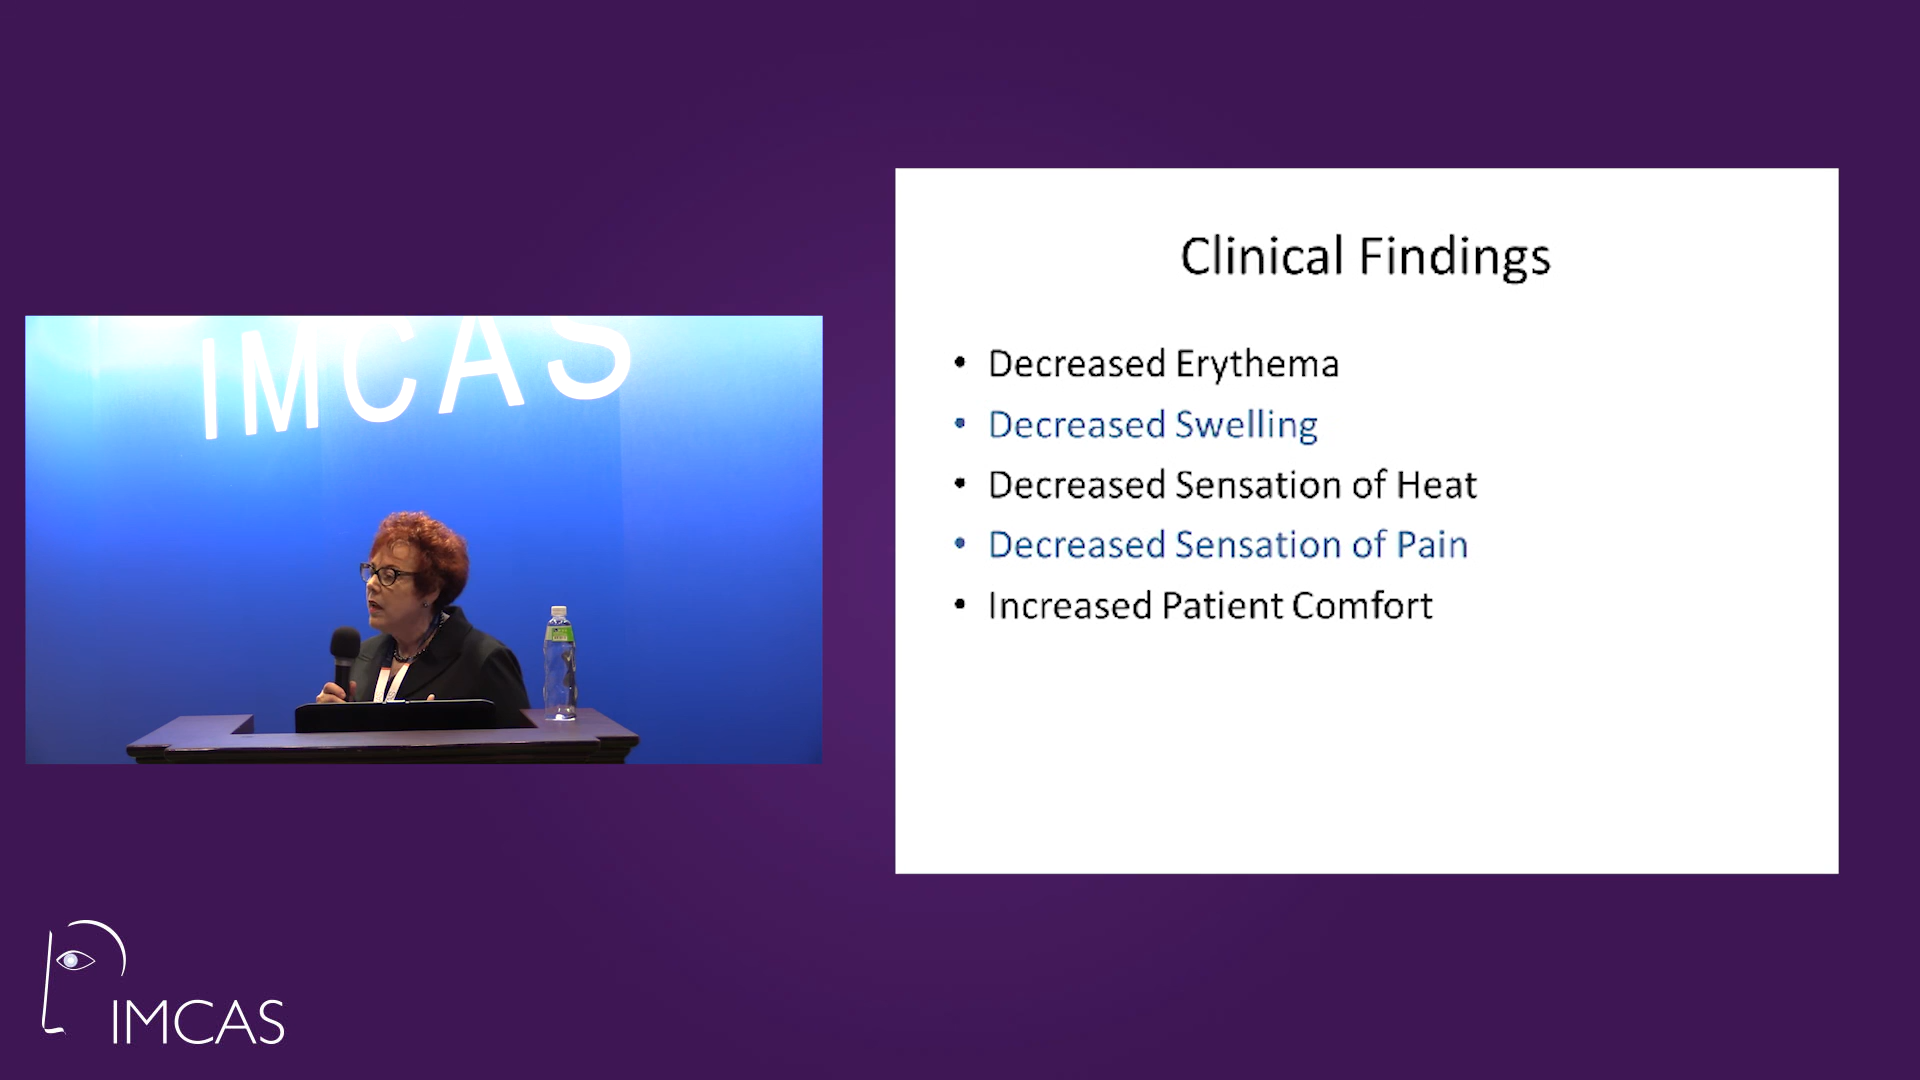 IMCAS
Clinical Findings
• Decreased Erythema
• Decreased Swelling
• Decreased Sensation of Heat
• Decreased Sensation of Pain
• Increased Patient Comfort
IMCAS